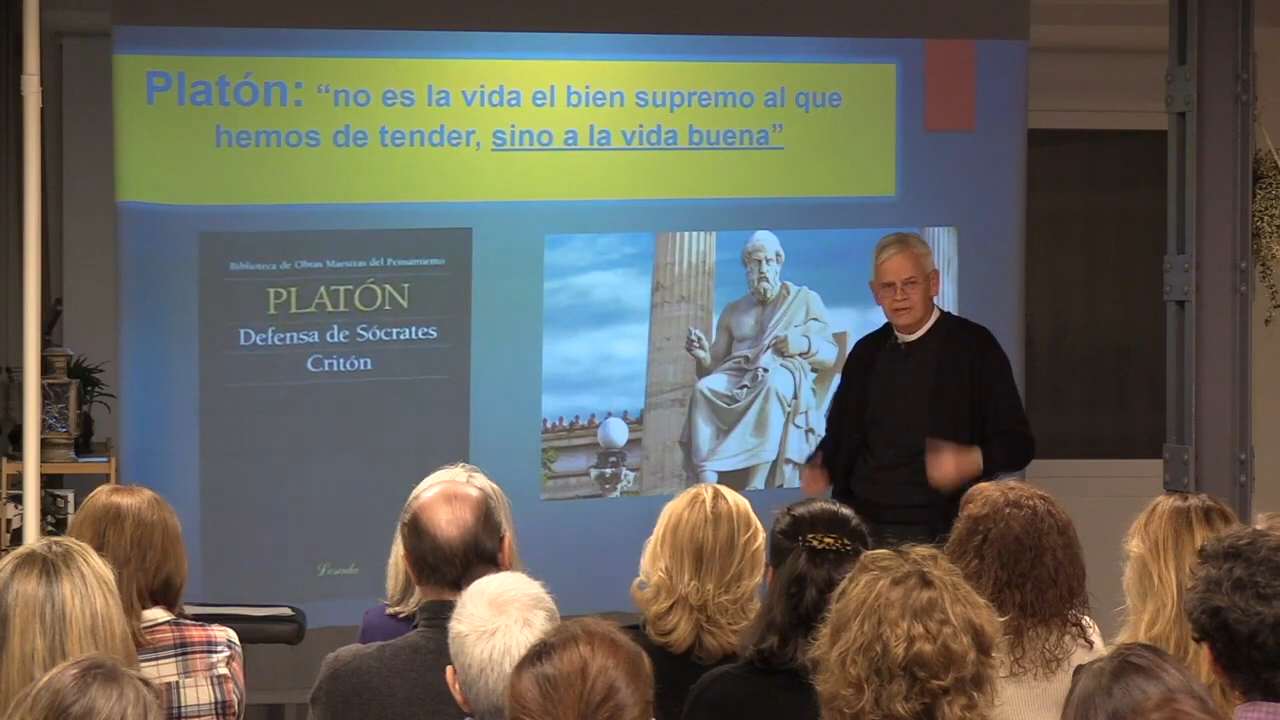 Platón: “no es la vida el bien supremo al que
hemos de tender, sino a la vida buena”
Biblioteca de Obras Maestras del Pensamiento
PLATÓN
Defensa de Sócrates
Critón
Losada